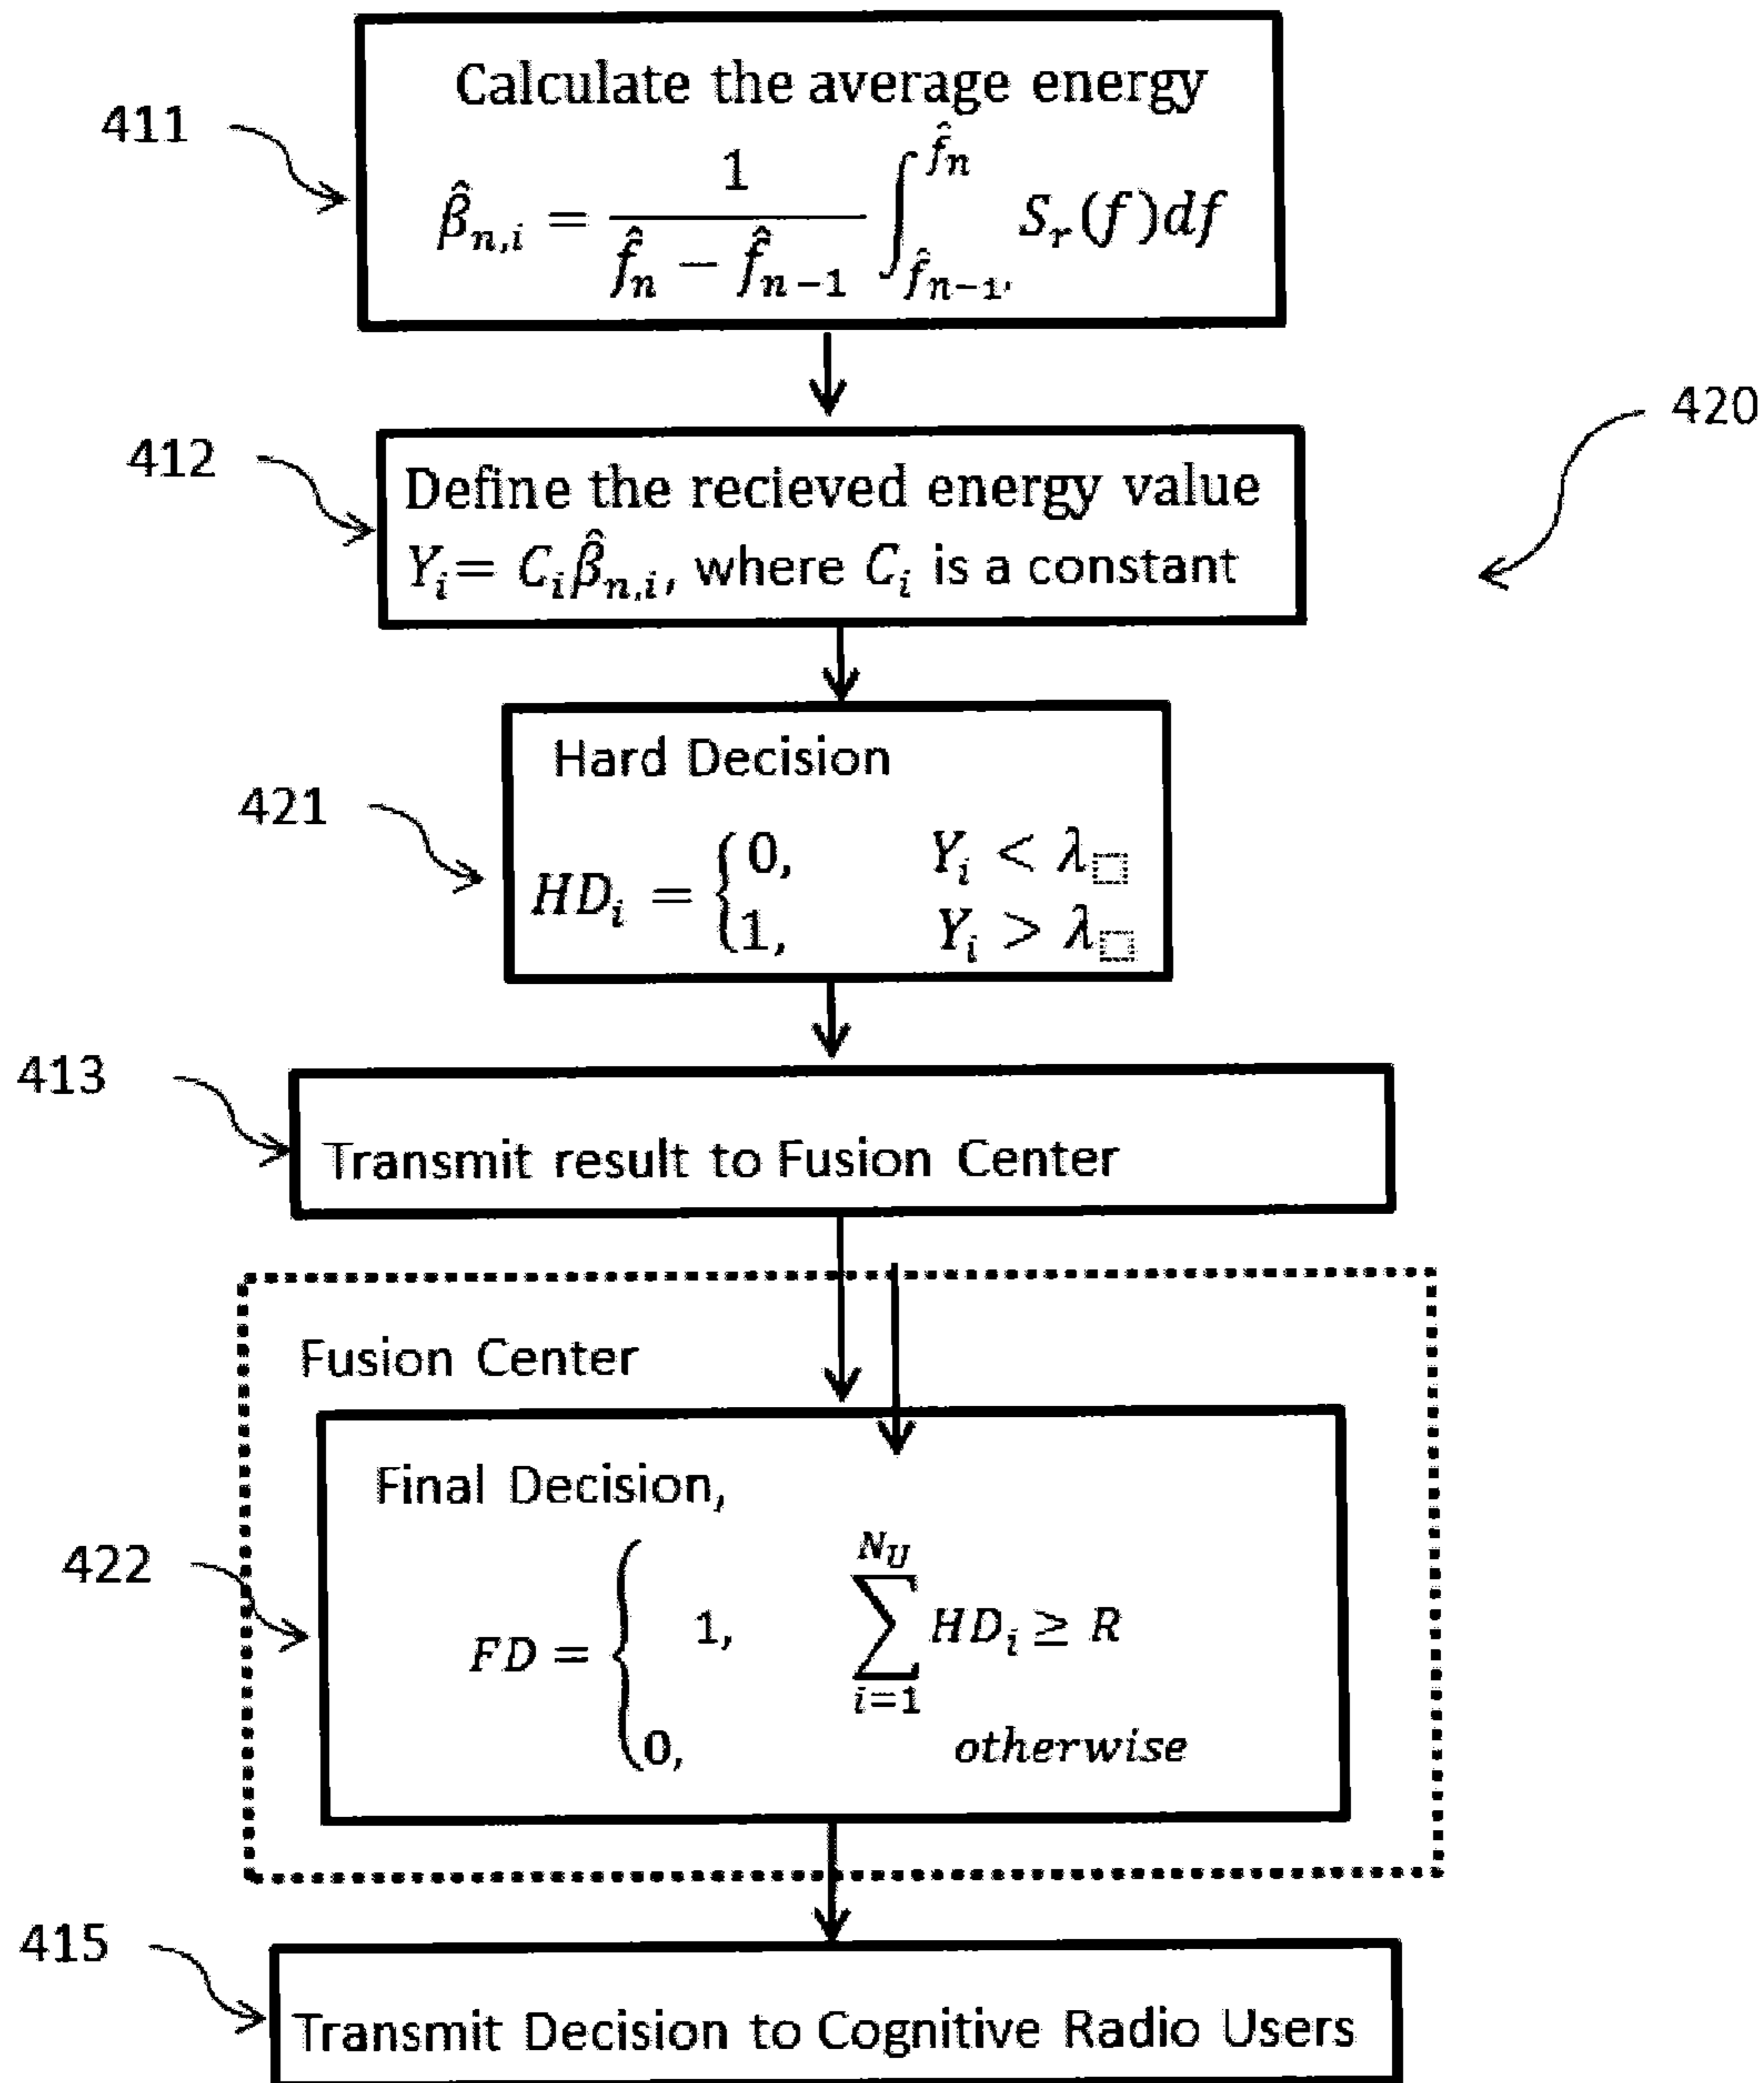 411
Calculate the average energy
β̂n,i = 1 / (f̂n − f̂n−1) ∫f̂n−1,^f̂n Sr(f)df
420
412
Define the recieved energy value
Yi= Ciβ̂n,i, where Ci is a constant
421
Hard Decision
HDi = { 0, Yi < λ□
1, Yi > λ□
413
Transmit result to Fusion Center
Fusion Center
422
Final Decision,
FD = { 1, ∑i=1^NU HDi ≥ R
0, otherwise
415
Transmit Decision to Cognitive Radio Users